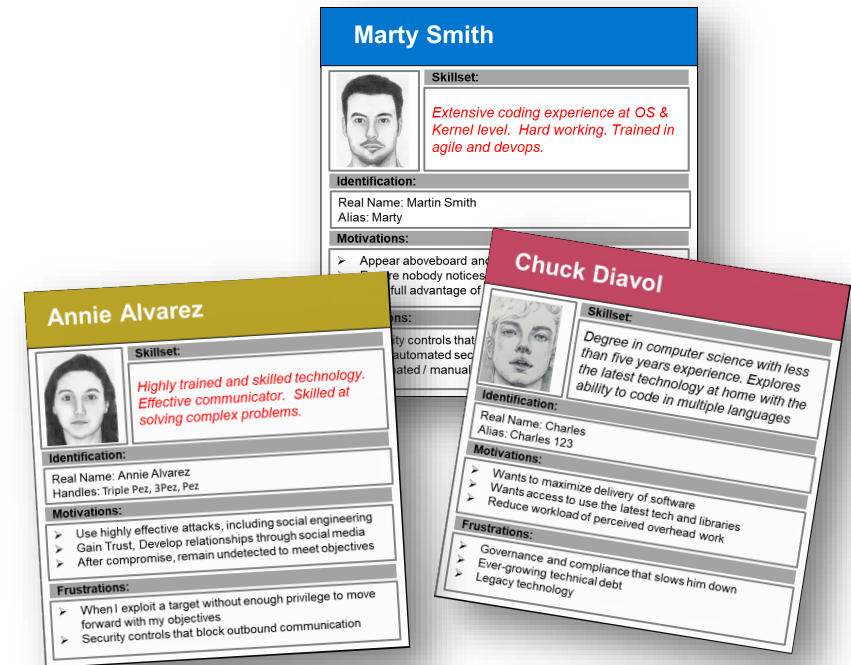 Marty Smith
Skillset:
Extensive coding experience at OS &
Kernel level. Hard working. Trained in
agile and devops.
Identification:
Real Name: Martin Smith
Alias: Marty
Motivations:
Appear aboveboard and
nobody notices
full advantage of
controls that
automated
manual
Annie Alvarez
Skillset:
Highly trained and skilled technology.
Effective communicator. Skilled at
solving complex problems.
Identification:
Real Name: Annie Alvarez
Handles: Triple Pez, 3Pez, Pez
Motivations:
Use highly effective attacks, including social engineering
Gain Trust, Develop relationships through social media
After compromise, remain undetected to meet objectives
Frustrations:
When I exploit a target without enough privilege to move
forward with my objectives
Security controls that block outbound communication
Chuck Diavol
Skillset:
Degree in computer science with less
than five years experience. Explores
the latest technology at home with the
ability to code in multiple languages
Identification:
Real Name: Charles
Alias: Charles 123
Motivations:
Wants to maximize delivery of software
Wants access to use the latest tech and libraries
Reduce workload of perceived overhead work
Frustrations:
Governance and compliance that slows him down
Ever-growing technical debt
Legacy technology